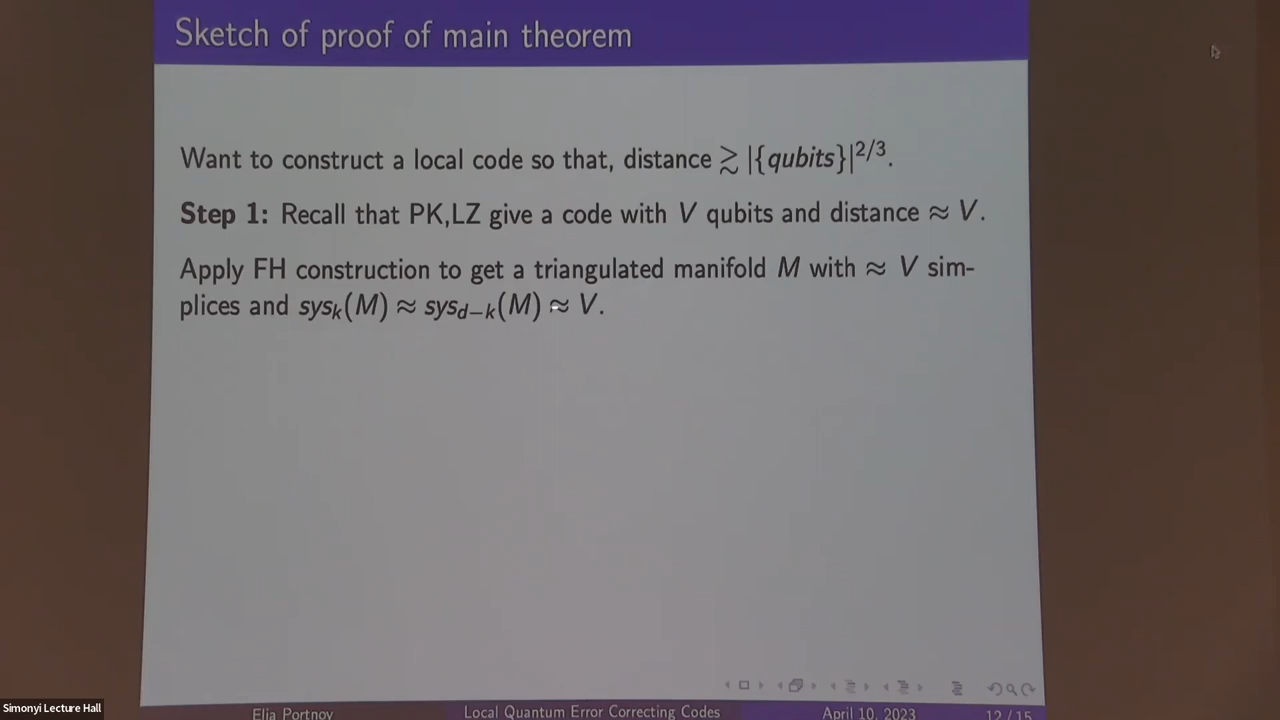 Sketch of proof of main theorem
Want to construct a local code so that, distance ≳ |{qubits}|^{2/3}.
Step 1: Recall that PK,LZ give a code with V qubits and distance ≈ V.
Apply FH construction to get a triangulated manifold M with ≈ V sim-
plices and sys_k(M) ≈ sys_{d−k}(M) ≈ V.
Simonyi Lecture Hall
Elia Portnoy
Local Quantum Error Correcting Codes
April 10, 2023
12 / 15